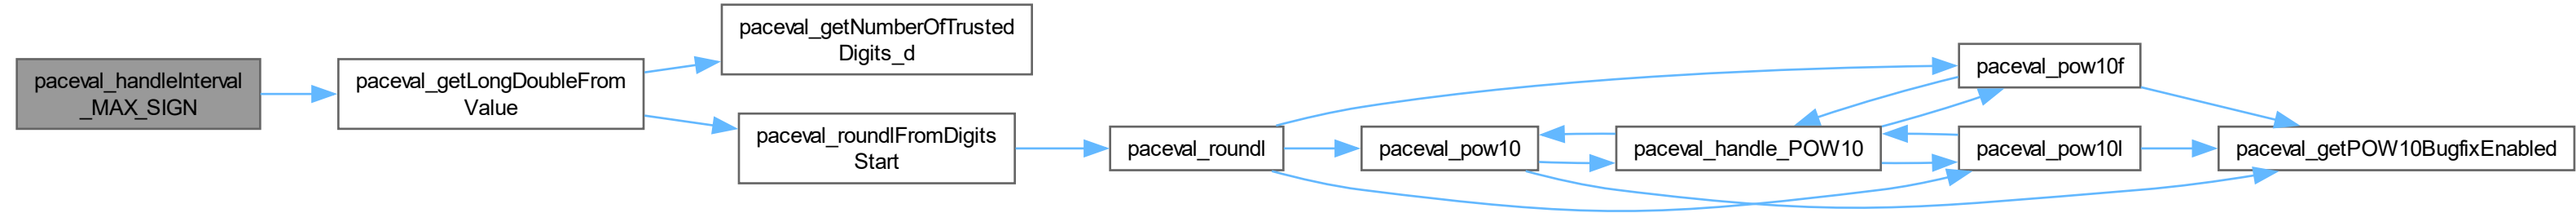 paceval_handleInterval
_MAX_SIGN
paceval_getLongDoubleFrom
Value
paceval_getNumberOfTrusted
Digits_d
paceval_roundlFromDigits
Start
paceval_roundl
paceval_pow10
paceval_handle_POW10
paceval_pow10f
paceval_pow10l
paceval_getPOW10BugfixEnabled